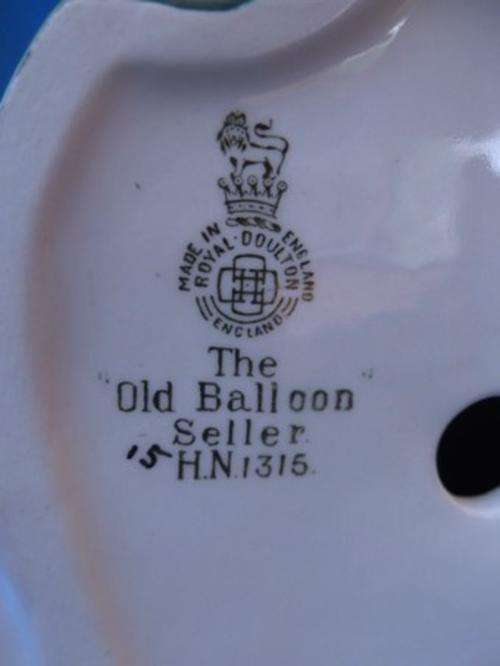 MADE IN ENGLAND
ROYAL·DOULTON
ENGLAND
The
"Old Balloon"
Seller.
15 H.N.1315.